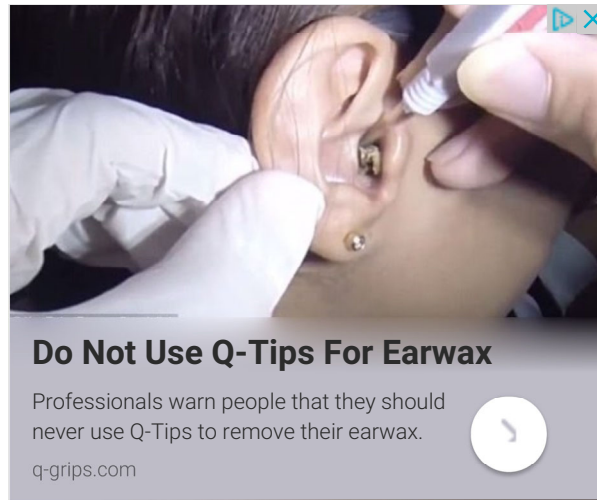 Do Not Use Q-Tips For Earwax
Professionals warn people that they should
never use Q-Tips to remove their earwax.
q-grips.com